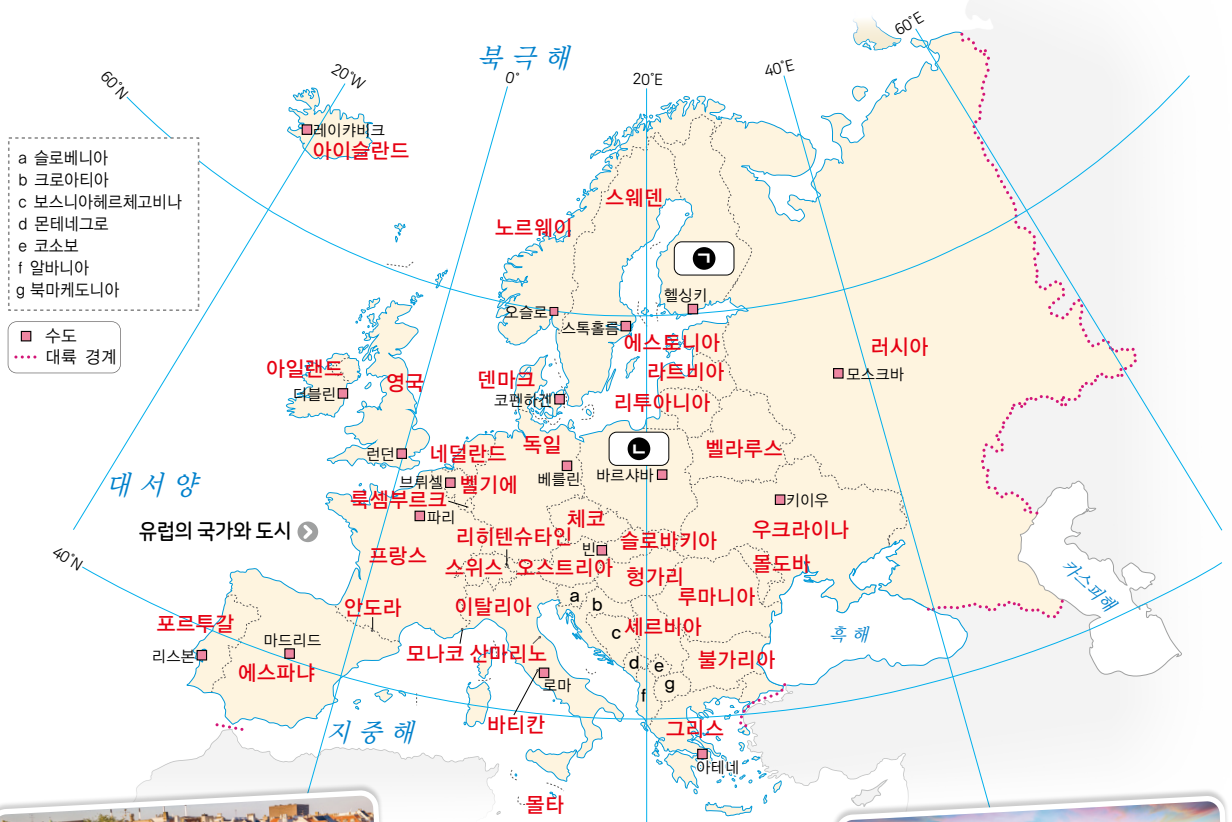 북극해
60°N
20°W
0°
20°E
40°E
60°E
레이캬비크
아이슬란드
a 슬로베니아
b 크로아티아
c 보스니아헤르체고비나
d 몬테네그로
e 코소보
f 알바니아
g 북마케도니아
수도
대륙 경계
스웨덴
노르웨이
ㄱ
헬싱키
오슬로
스톡홀름
에스토니아
러시아
아일랜드
영국
덴마크
라트비아
모스크바
더블린
코펜하겐
리투아니아
런던
네덜란드
독일
ㄴ
벨라루스
브뤼셀
벨기에
베를린
바르샤바
대서양
룩셈부르크
키이우
파리
체코
우크라이나
유럽의 국가와 도시
리히텐슈타인
슬로바키아
프랑스
빈
40°N
스위스
오스트리아
헝가리
몰도바
카스피해
안도라
이탈리아
a
b
루마니아
포르투갈
c
세르비아
흑해
마드리드
리스본
모나코
산마리노
d
e
불가리아
에스파냐
로마
f
g
지중해
바티칸
그리스
아테네
몰타